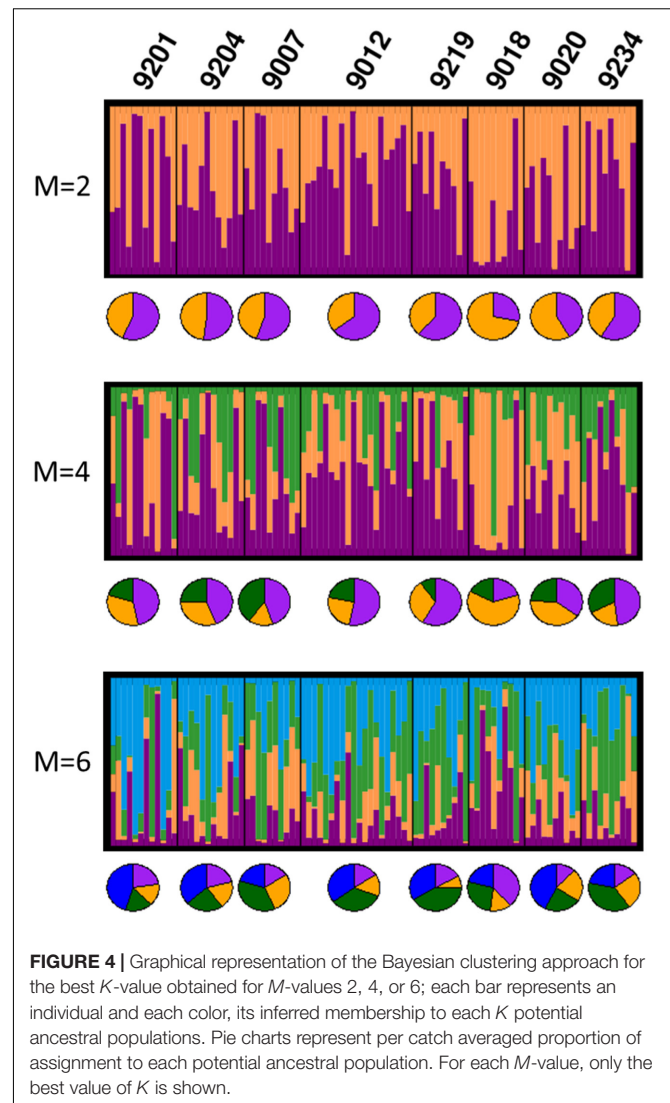 9201 9204 9007 9012 9219 9018 9020 9234
M=2
M=4
M=6
FIGURE 4 | Graphical representation of the Bayesian clustering approach for
the best K-value obtained for M-values 2, 4, or 6; each bar represents an
individual and each color, its inferred membership to each K potential
ancestral populations. Pie charts represent per catch averaged proportion of
assignment to each potential ancestral population. For each M-value, only the
best value of K is shown.